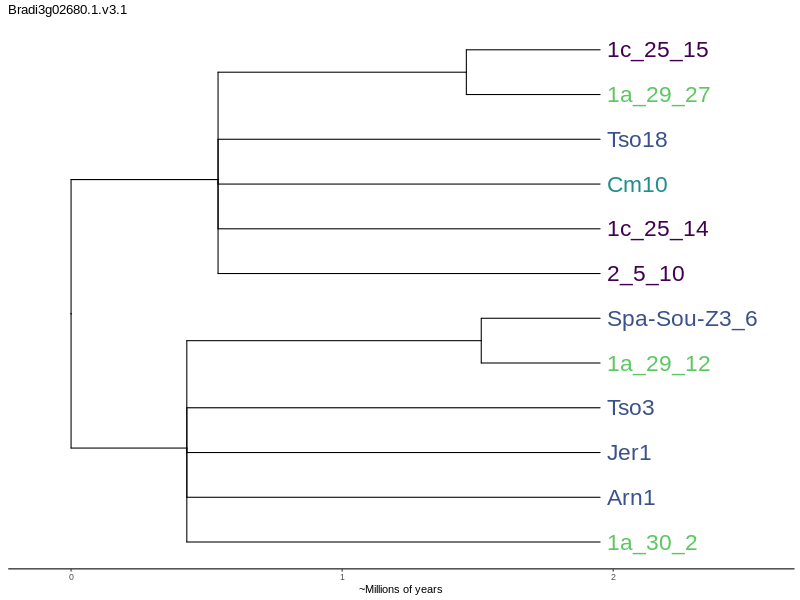 Bradi3g02680.1.v3.1
1c_25_15
1a_29_27
Tso18
Cm10
1c_25_14
2_5_10
Spa-Sou-Z3_6
1a_29_12
Tso3
Jer1
Arn1
1a_30_2
0 1 2
~Millions of years